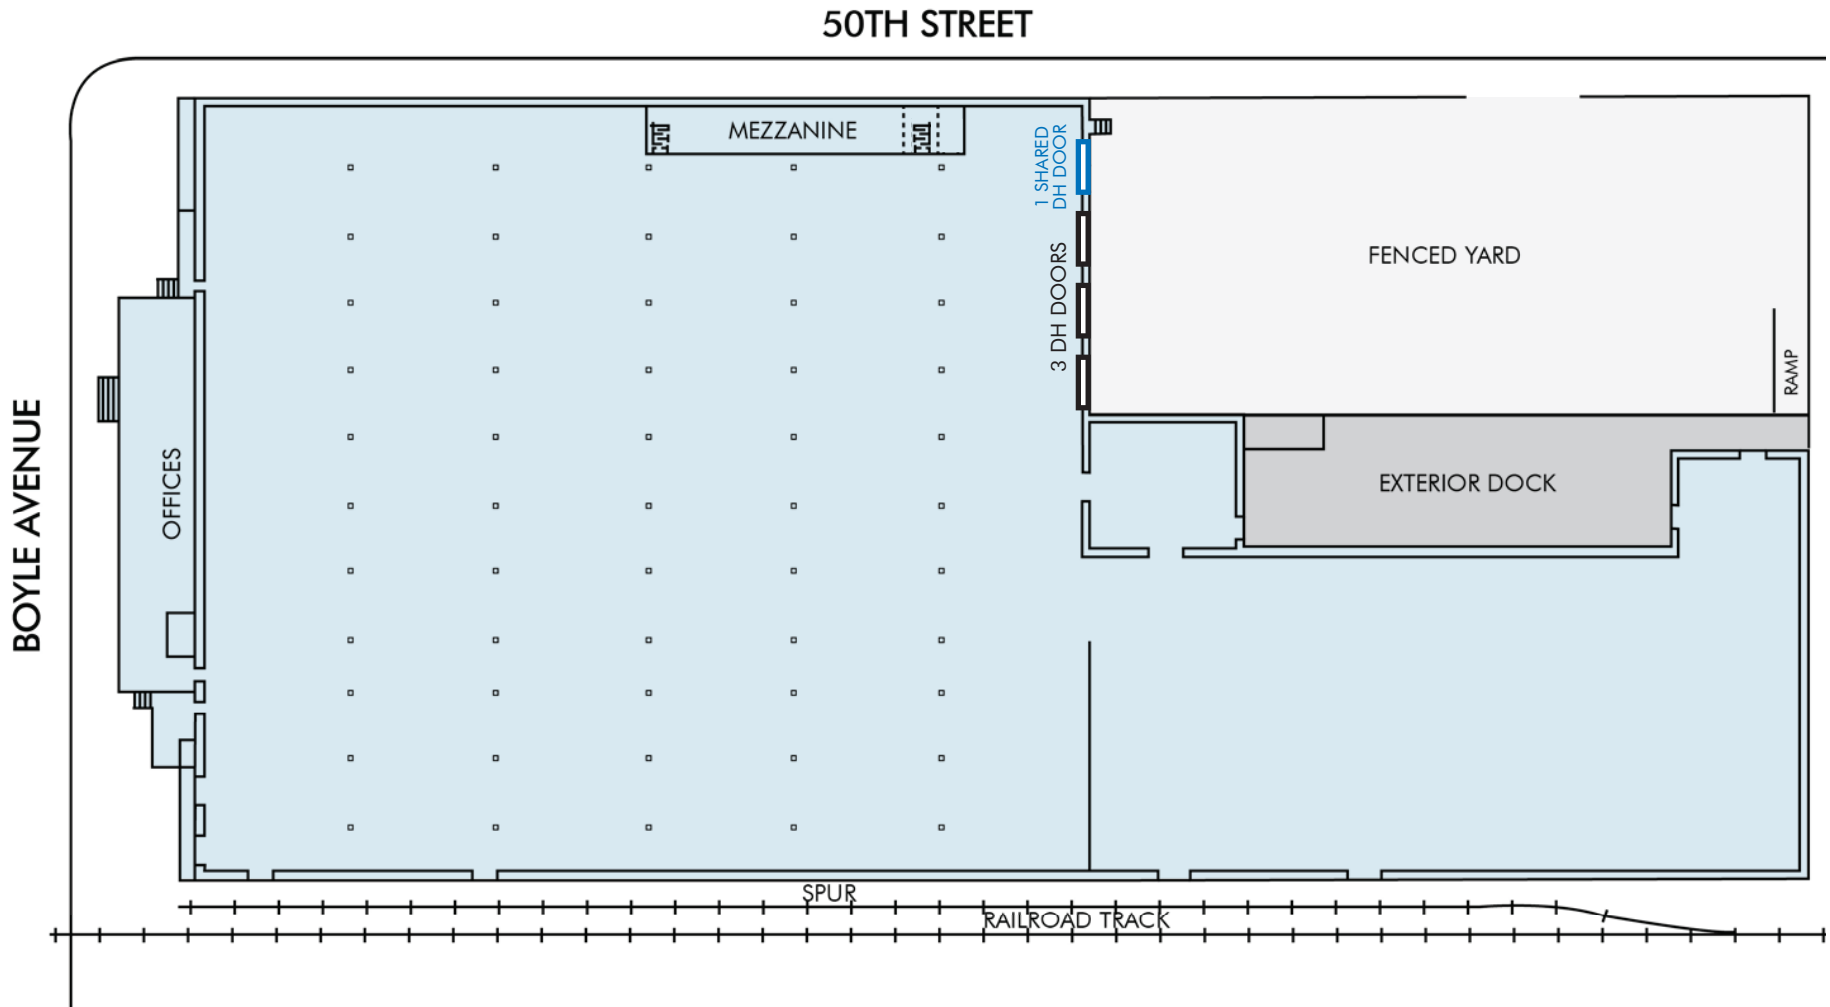 50TH STREET
MEZZANINE
1 SHARED
DH DOOR
3 DH DOORS
FENCED YARD
RAMP
BOYLE AVENUE
OFFICES
EXTERIOR DOCK
SPUR
RAILROAD TRACK